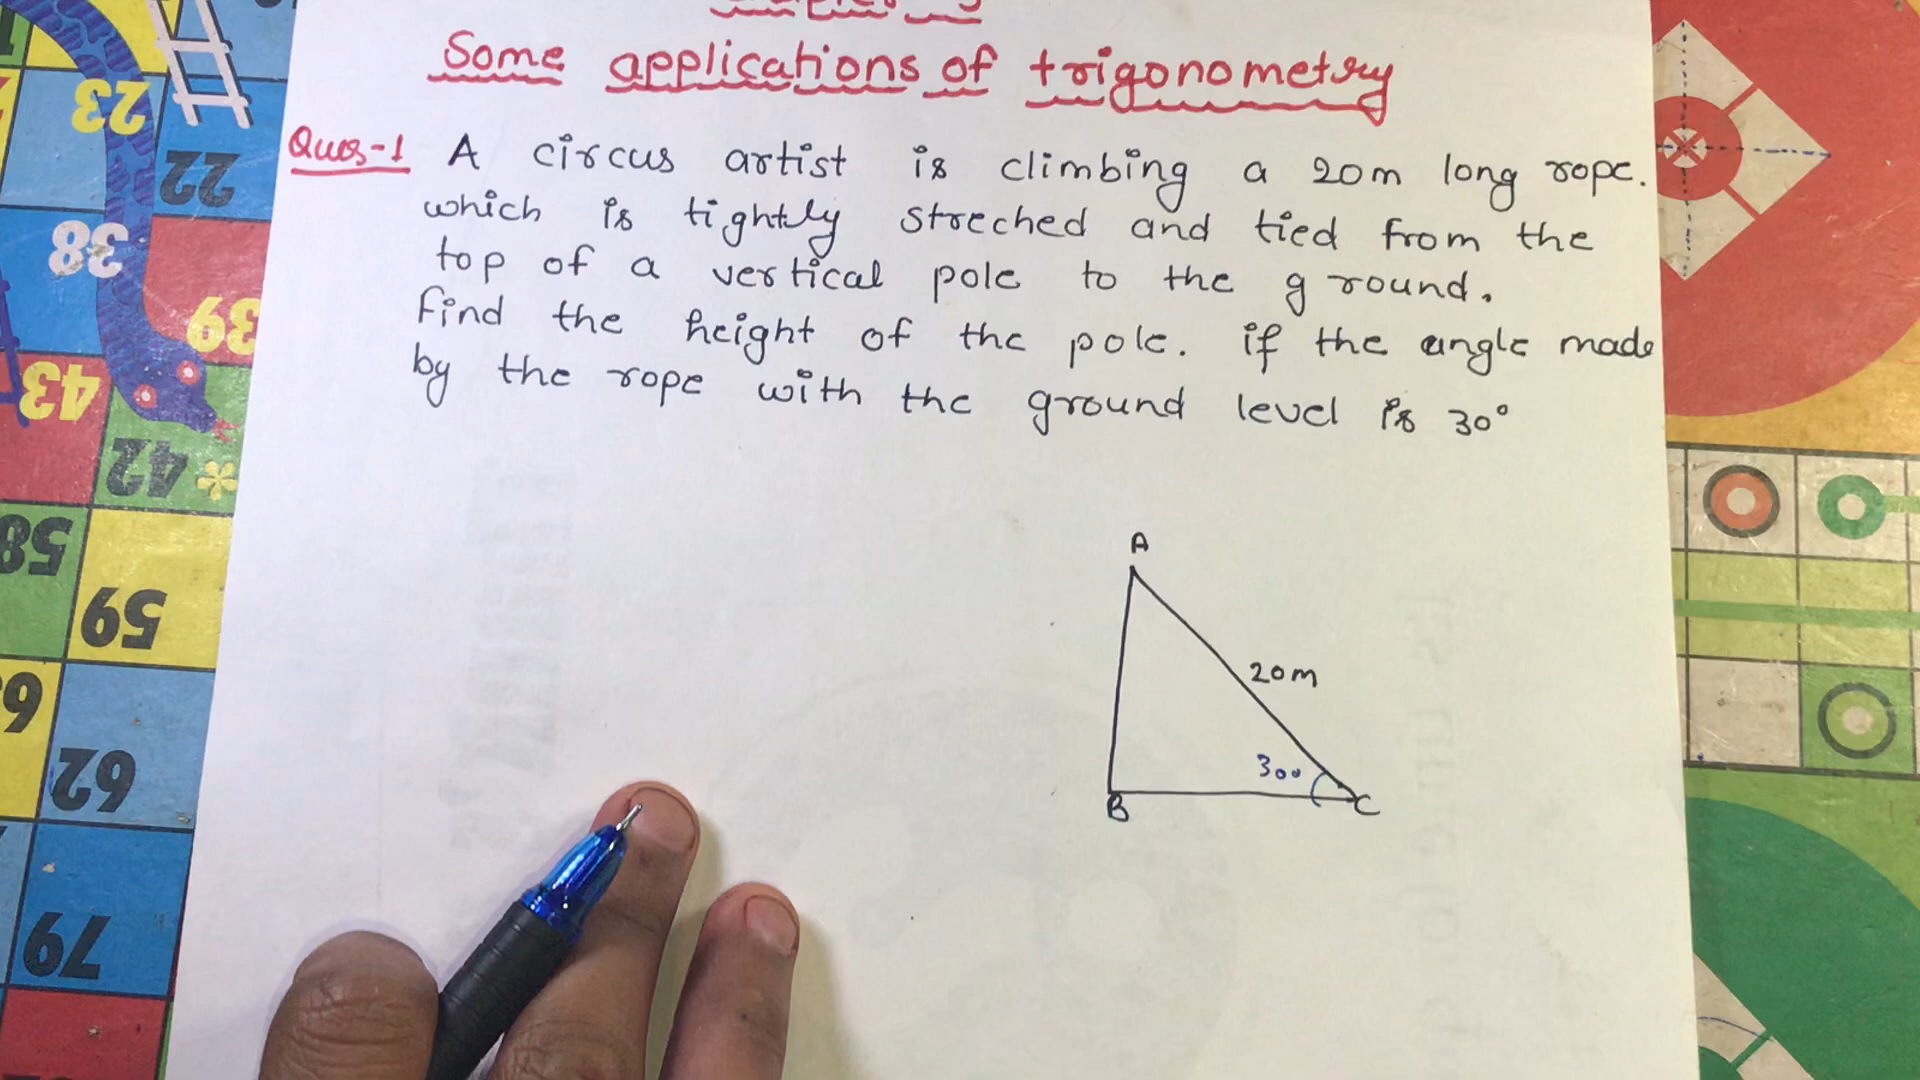 Some applications of trigonometry
Ques-1 A circus artist is climbing a 20m long rope.
which is tightly streched and tied from the
top of a vertical pole to the ground.
find the height of the pole. if the angle made
by the rope with the ground level is 30°
A
20m
30°
B
C
23
22
38
39
43
42
58
59
62
79